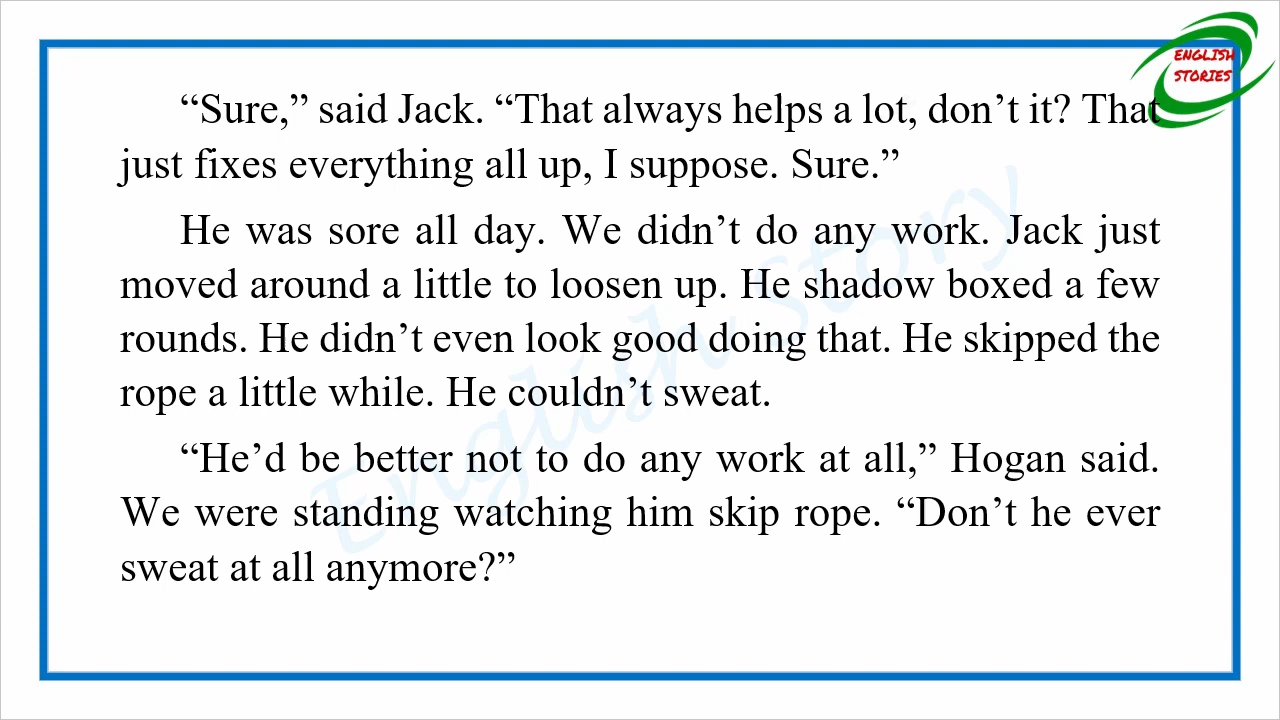 ENGLISH
STORIES
“Sure,” said Jack. “That always helps a lot, don’t it? That
just fixes everything all up, I suppose. Sure.”
He was sore all day. We didn’t do any work. Jack just
moved around a little to loosen up. He shadow boxed a few
rounds. He didn’t even look good doing that. He skipped the
rope a little while. He couldn’t sweat.
“He’d be better not to do any work at all,” Hogan said.
We were standing watching him skip rope. “Don’t he ever
sweat at all anymore?”
English Story